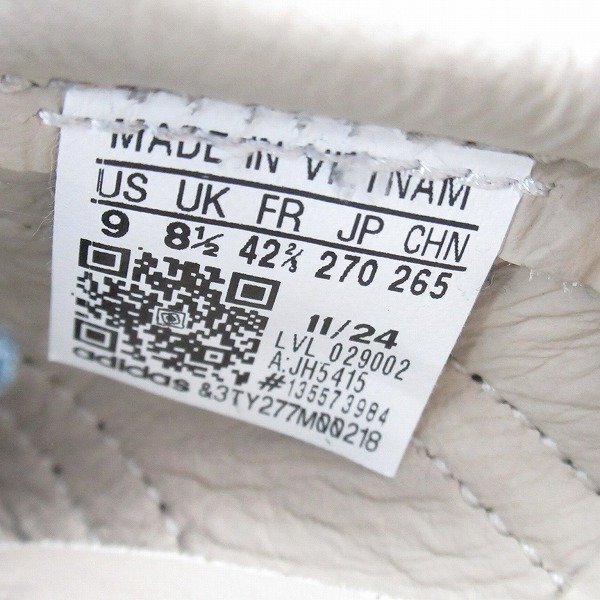 MADE IN VIETNAM
US UK FR JP CHN
9 8½ 42⅔ 270 265
11/24
LVL 029002
A:JH5415
#135573984
adidas &3TY277M00218